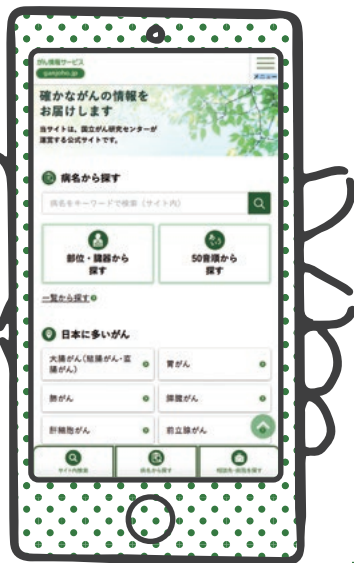 がん情報サービス
ganjoho.jp
メニュー
確かながんの情報を
お届けします
当サイトは、国立がん研究センターが
運営する公式サイトです。
病名から探す
病名をキーワードで検索（サイト内）
部位・臓器から
探す
あいう
50音順から
探す
一覧から探す
日本に多いがん
大腸がん（結腸がん・直
腸がん）
胃がん
肺がん
膵臓がん
肝細胞がん
前立腺がん
サイト内検索
病名から探す
相談先・病院を探す